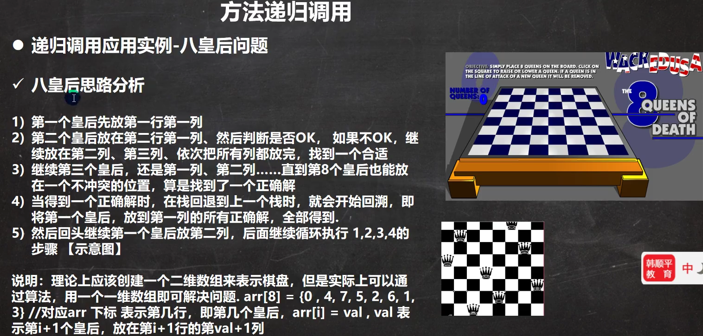 方法递归调用
● 递归调用应用实例-八皇后问题
✓ 八皇后思路分析
1) 第一个皇后先放第一行第一列
2) 第二个皇后放在第二行第一列、然后判断是否OK， 如果不OK，继
续放在第二列、第三列、依次把所有列都放完，找到一个合适
3) 继续第三个皇后，还是第一列、第二列……直到第8个皇后也能放
在一个不冲突的位置，算是找到了一个正确解
4) 当得到一个正确解时，在栈回退到上一个栈时，就会开始回溯，即
将第一个皇后，放到第一列的所有正确解，全部得到.
5) 然后回头继续第一个皇后放第二列，后面继续循环执行 1,2,3,4的
步骤 【示意图】
说明：理论上应该创建一个二维数组来表示棋盘，但是实际上可以通
过算法，用一个一维数组即可解决问题. arr[8] = {0 , 4, 7, 5, 2, 6, 1,
3} //对应arr 下标 表示第几行，即第几个皇后，arr[i] = val , val 表
示第i+1个皇后，放在第i+1行的第val+1列
OBJECTIVE: SIMPLY PLACE 8 QUEENS ON THE BOARD. CLICK ON
THE SQUARE TO RAISE OR LOWER A QUEEN. IF A QUEEN IS IN
THE LINE OF ATTACK OF A NEW QUEEN IT WILL BE REMOVED.
NUMBER OF
QUEENS:
THE
8
QUEENS
OF
DEATH
韩顺平
教育
中